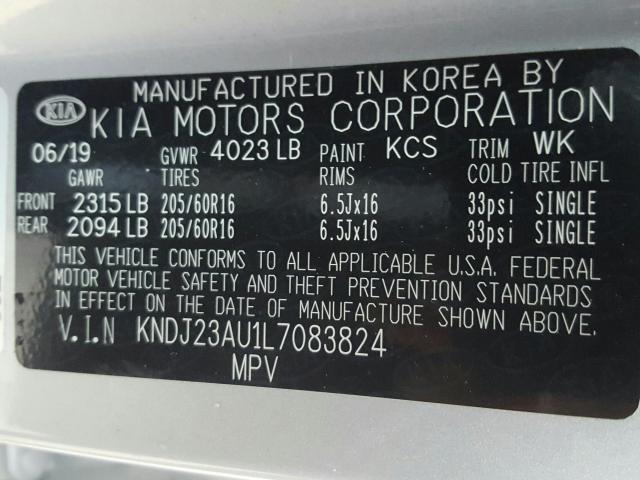 MANUFACTURED IN KOREA BY
KIA KIA MOTORS CORPORATION
06/19 GVWR 4023 LB PAINT KCS TRIM WK
GAWR TIRES RIMS COLD TIRE INFL
FRONT 2315 LB 205/60R16 6.5Jx16 33psi SINGLE
REAR 2094 LB 205/60R16 6.5Jx16 33psi SINGLE
THIS VEHICLE CONFORMS TO ALL APPLICABLE U.S.A. FEDERAL
MOTOR VEHICLE SAFETY AND THEFT PREVENTION STANDARDS
IN EFFECT ON THE DATE OF MANUFACTURE SHOWN ABOVE.
V.I.N KNDJ23AU1L7083824
MPV